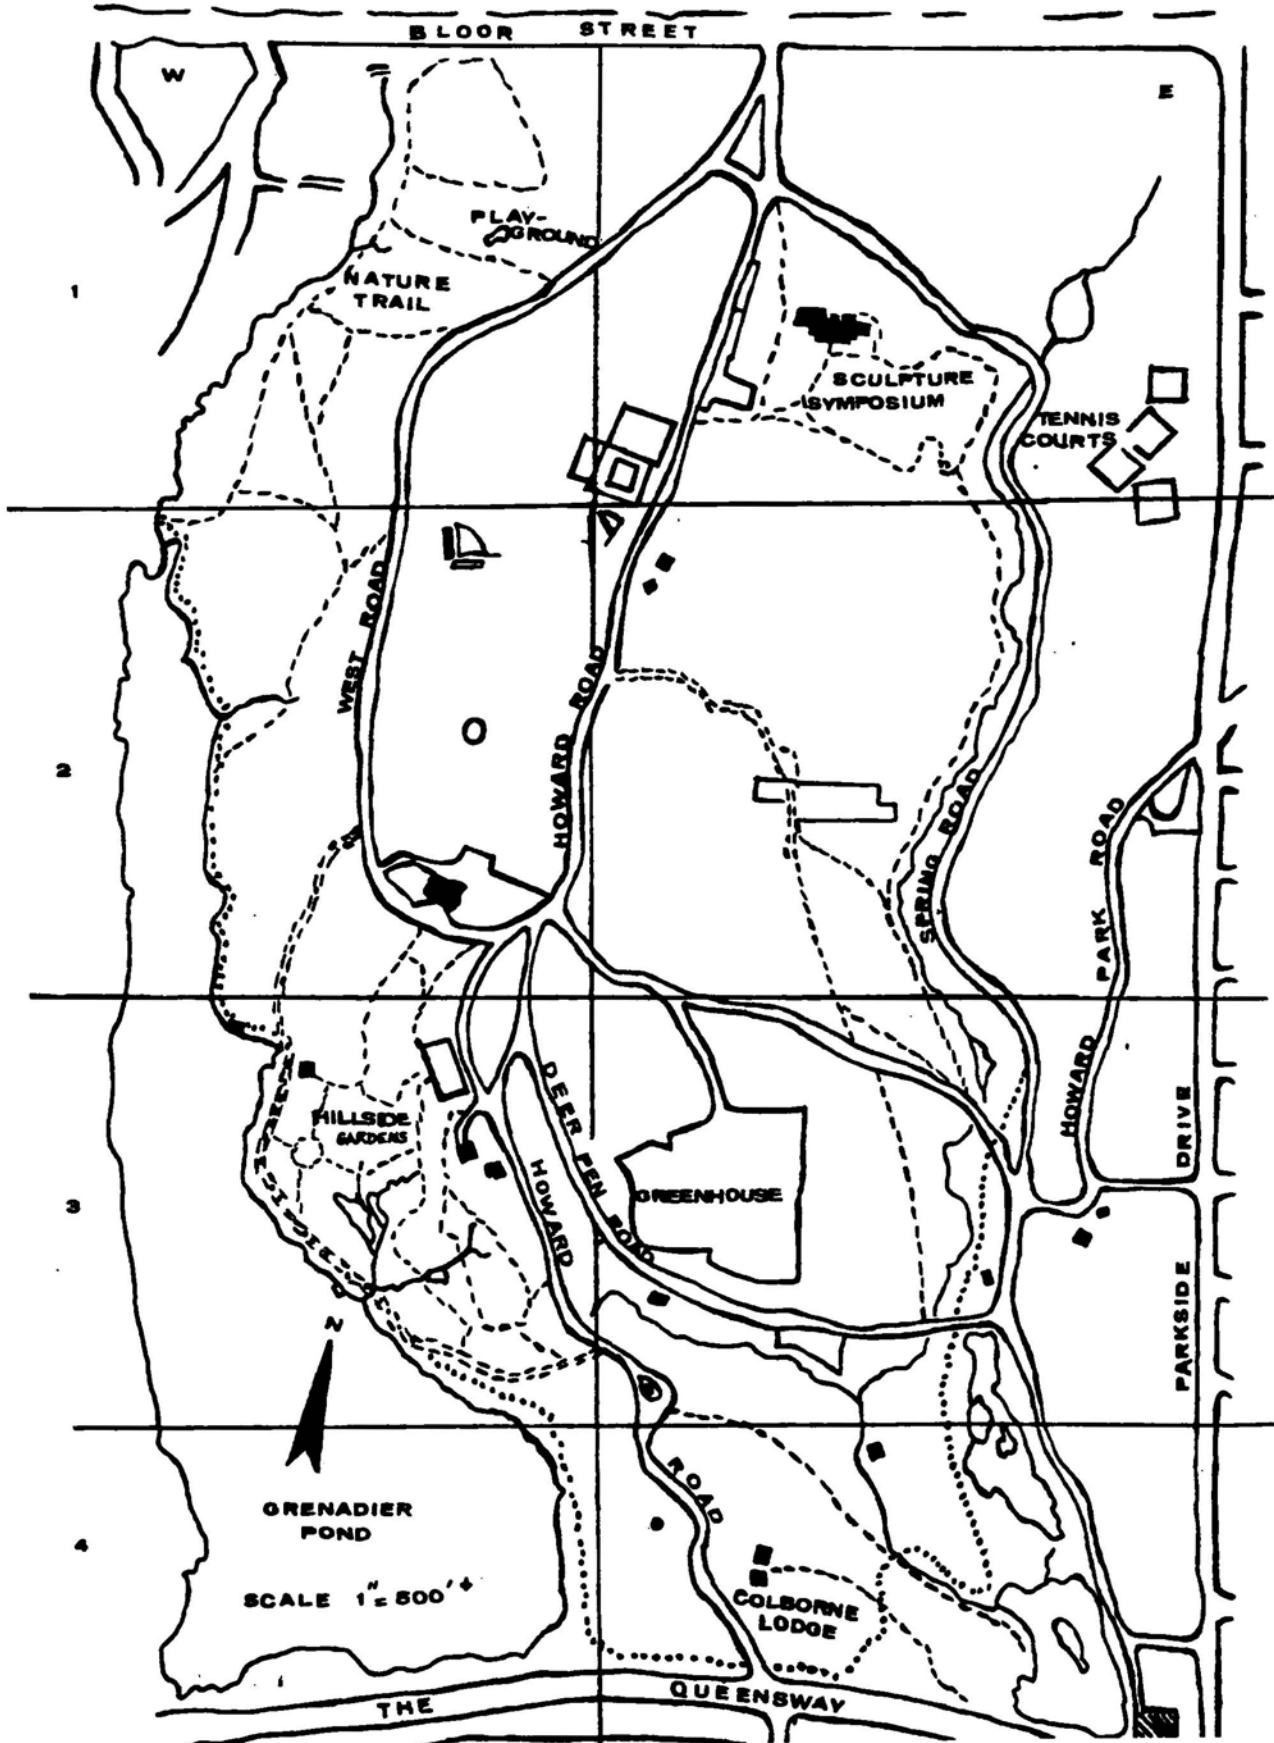 BLOOR STREET
W
E
PLAY-
GROUND
NATURE
TRAIL
1
SCULPTURE
SYMPOSIUM
TENNIS
COURTS
WEST ROAD
HOWARD ROAD
2
SPRING ROAD
HOWARD PARK ROAD
DEER PEN ROAD
HILLSIDE
GARDENS
HOWARD ROAD
GREENHOUSE
3
PARKSIDE DRIVE
N
GRENADIER
POND
4
SCALE 1" = 500' +
COLBORNE
LODGE
THE QUEENSWAY